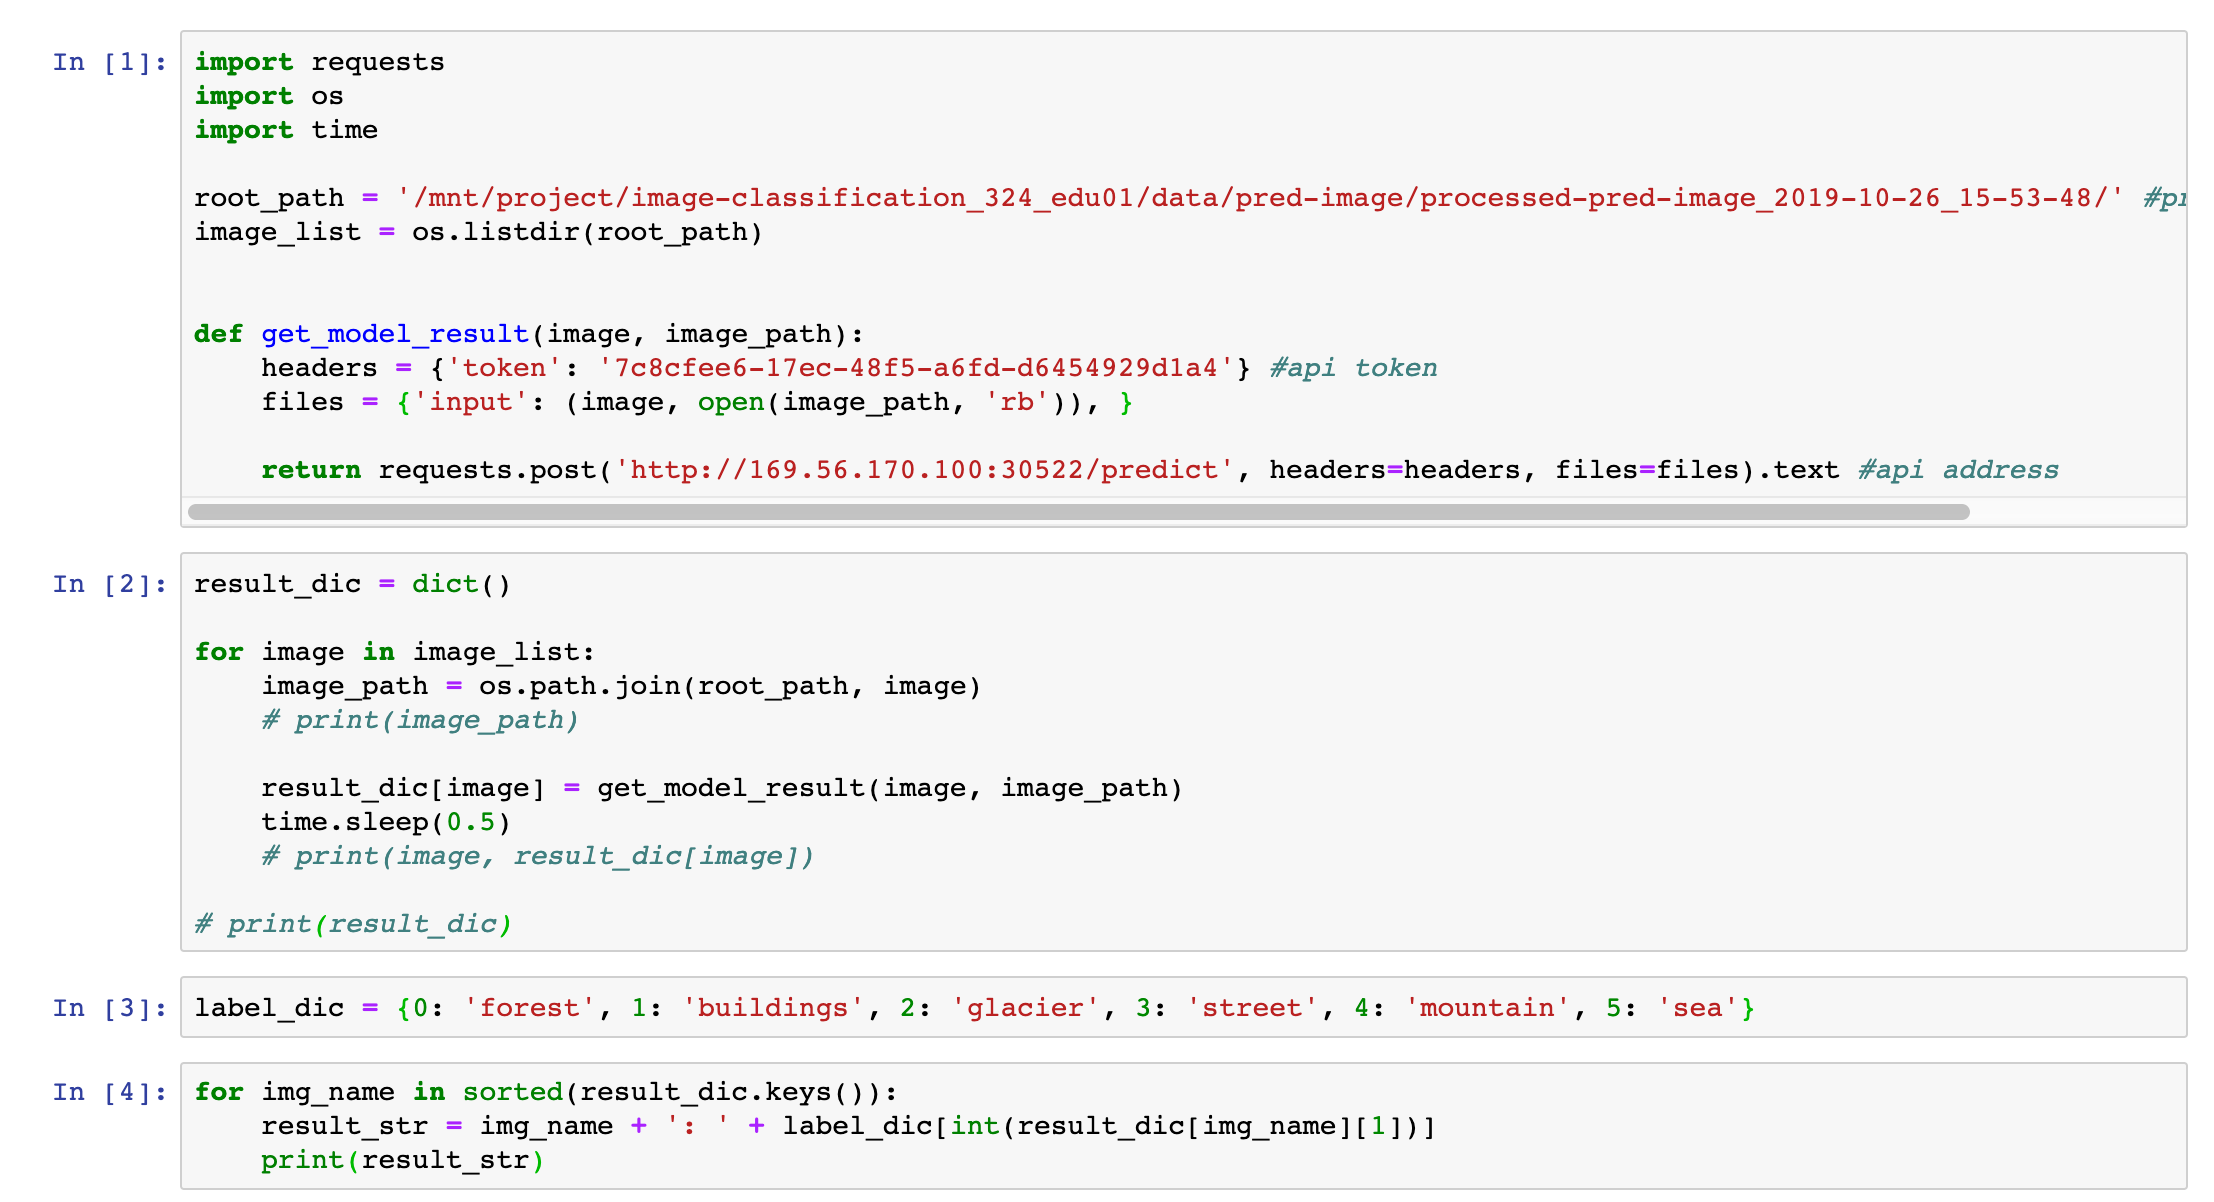 In [1]:
import requests
import os
import time
root_path = '/mnt/project/image-classification_324_edu01/data/pred-image/processed-pred-image_2019-10-26_15-53-48/'
image_list = os.listdir(root_path)
def get_model_result(image, image_path):
    headers = {'token': '7c8cfee6-17ec-48f5-a6fd-d6454929d1a4'} #api token
    files = {'input': (image, open(image_path, 'rb')), }
    return requests.post('http://169.56.170.100:30522/predict', headers=headers, files=files).text #api address
In [2]:
result_dic = dict()
for image in image_list:
    image_path = os.path.join(root_path, image)
    # print(image_path)
    result_dic[image] = get_model_result(image, image_path)
    time.sleep(0.5)
    # print(image, result_dic[image])
# print(result_dic)
In [3]:
label_dic = {0: 'forest', 1: 'buildings', 2: 'glacier', 3: 'street', 4: 'mountain', 5: 'sea'}
In [4]:
for img_name in sorted(result_dic.keys()):
    result_str = img_name + ': ' + label_dic[int(result_dic[img_name][1])]
    print(result_str)